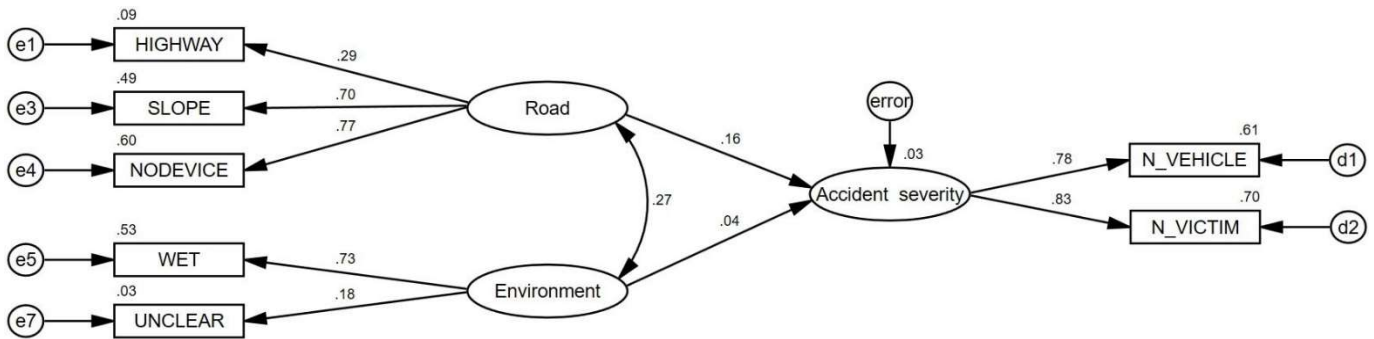 .09
e1
HIGHWAY
.29
.49
e3
SLOPE
.70
.60
e4
NODEVICE
.77
Road
error
.16
.03
Accident severity
.27
.04
.78
.83
.61
N_VEHICLE
d1
.70
N_VICTIM
d2
.53
e5
WET
.73
Environment
.03
e7
UNCLEAR
.18